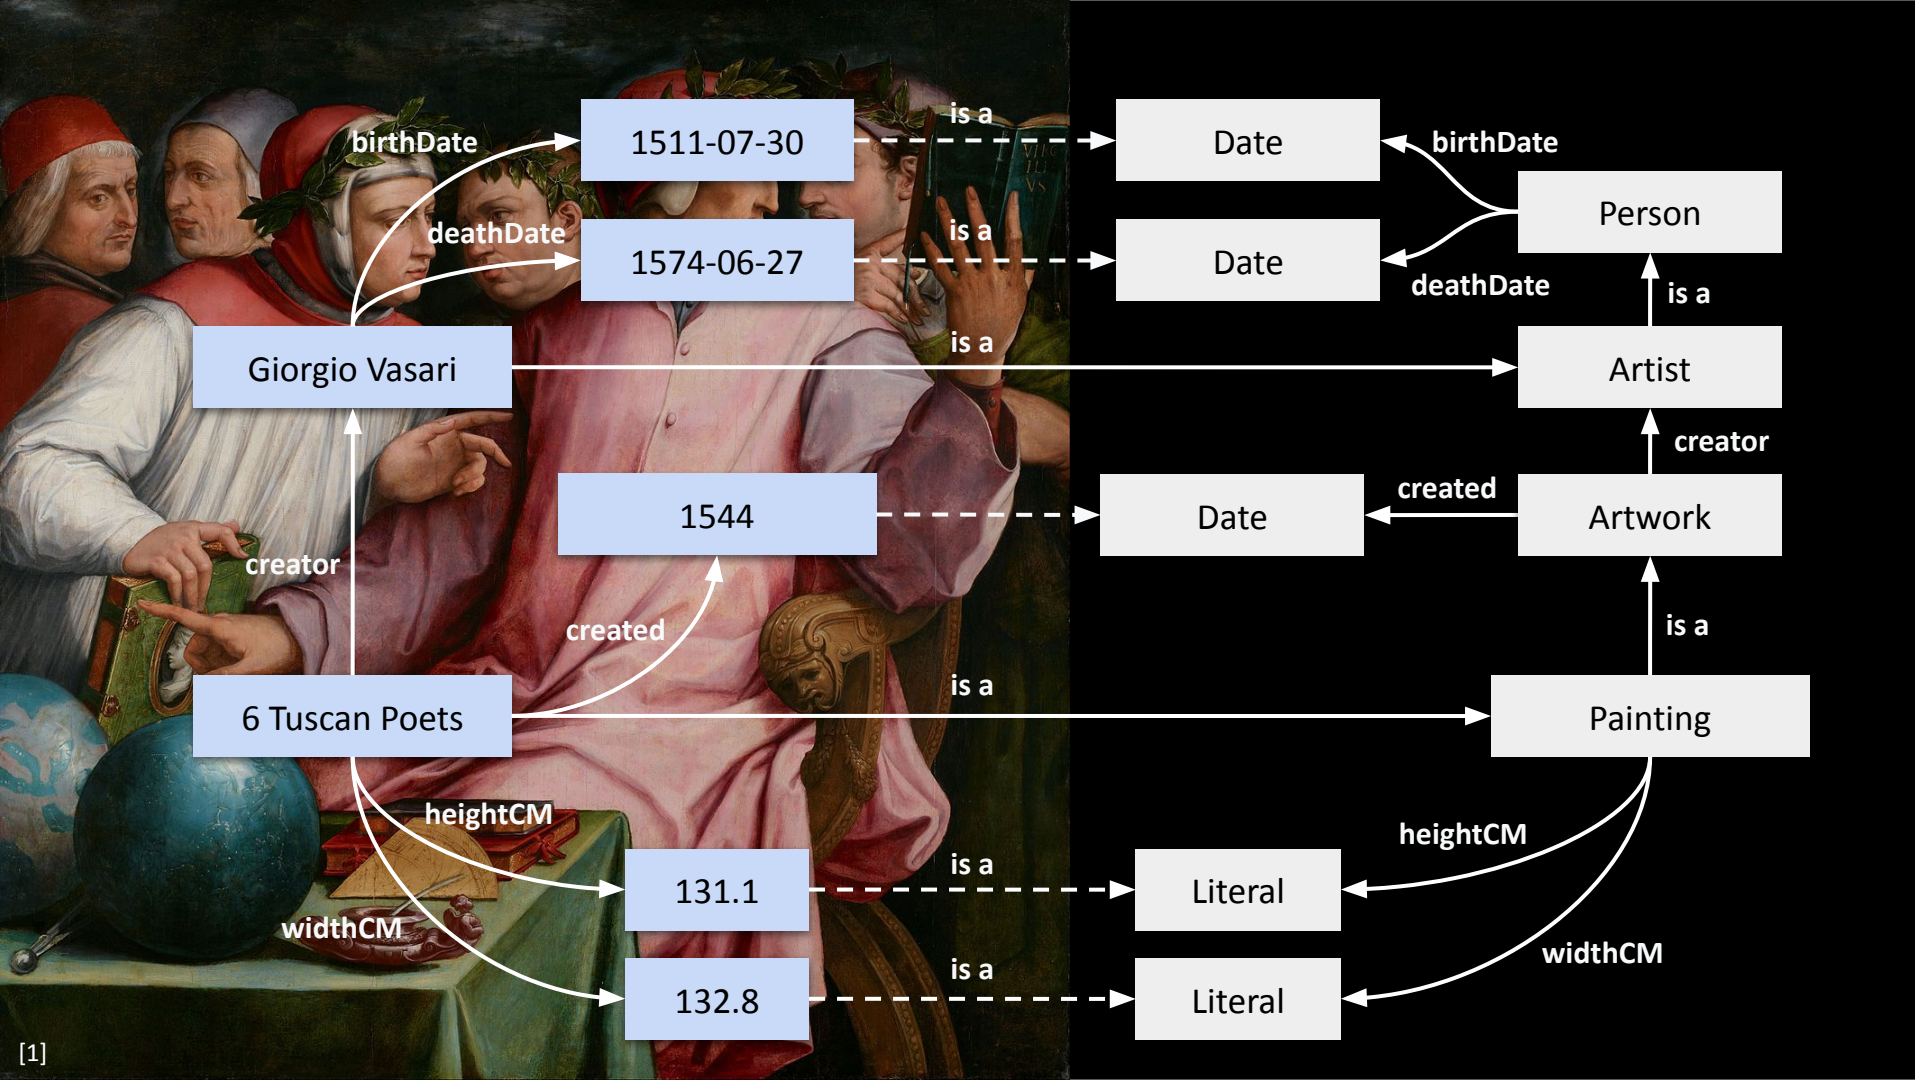 birthDate
1511-07-30
is a
Date
birthDate
Person
deathDate
1574-06-27
is a
Date
deathDate
is a
Giorgio Vasari
is a
Artist
creator
1544
Date
created
Artwork
creator
created
is a
6 Tuscan Poets
is a
Painting
heightCM
131.1
is a
Literal
heightCM
widthCM
132.8
is a
Literal
widthCM
[1]